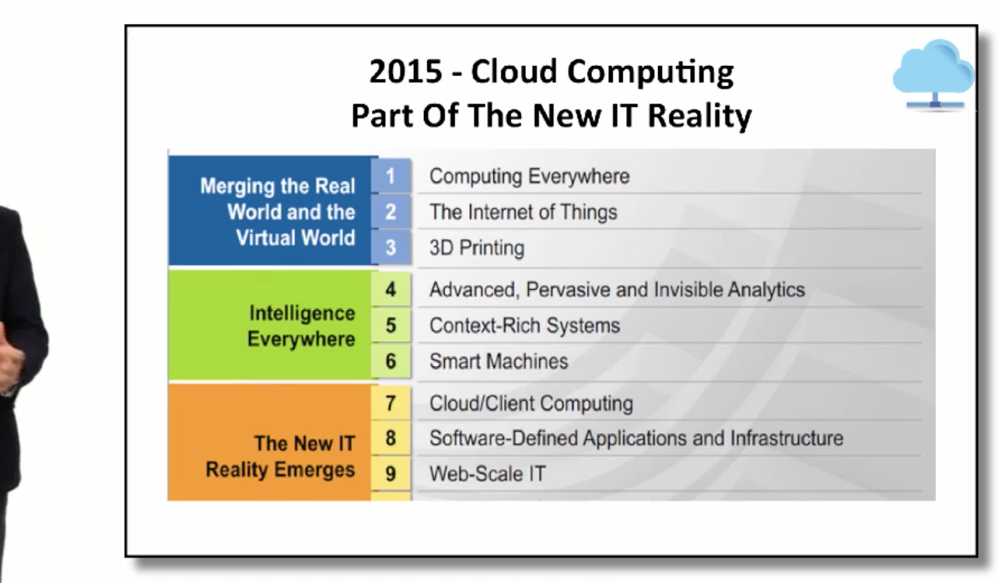 2015 - Cloud Computing
Part Of The New IT Reality
Merging the Real
World and the
Virtual World
1 Computing Everywhere
2 The Internet of Things
3 3D Printing
Intelligence
Everywhere
4 Advanced, Pervasive and Invisible Analytics
5 Context-Rich Systems
6 Smart Machines
The New IT
Reality Emerges
7 Cloud/Client Computing
8 Software-Defined Applications and Infrastructure
9 Web-Scale IT